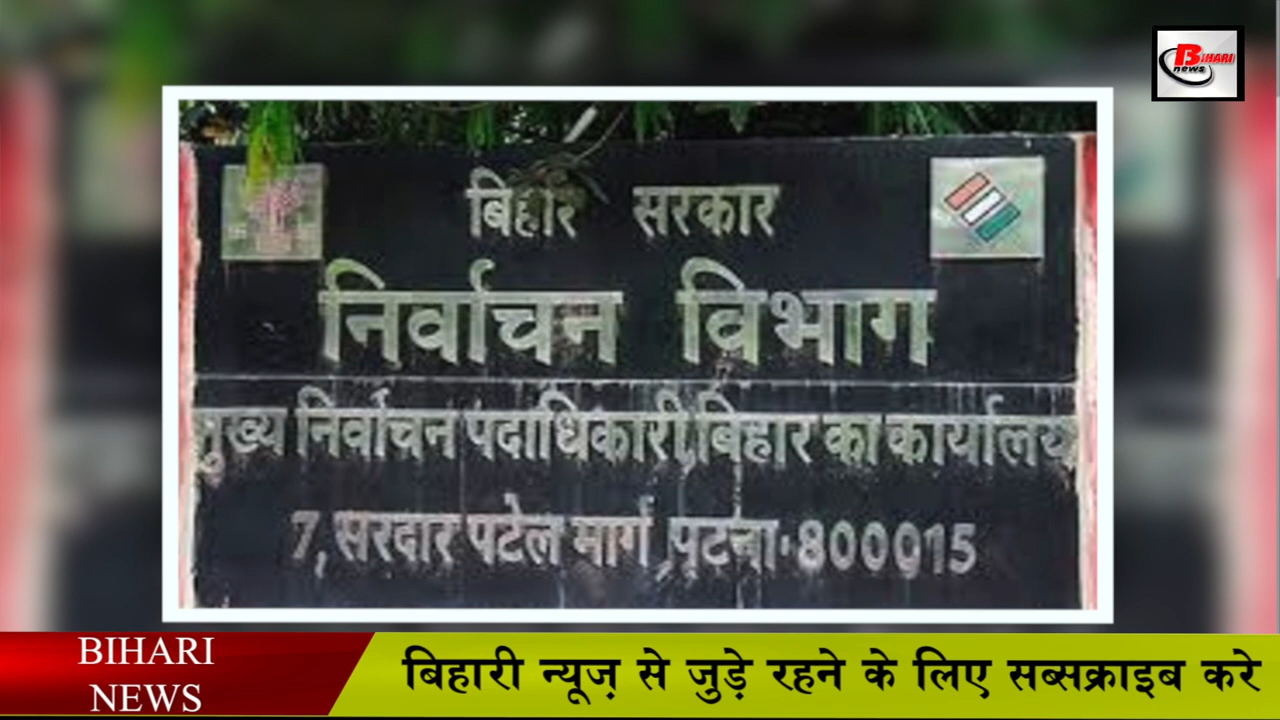 BIHARI
news
बिहार सरकार
निर्वाचन विभाग
मुख्य निर्वाचन पदाधिकारी,बिहार का कार्यालय
7,सरदार पटेल मार्ग,पटना-800015
BIHARI
NEWS
बिहारी न्यूज़ से जुड़े रहने के लिए सब्सक्राइब करे